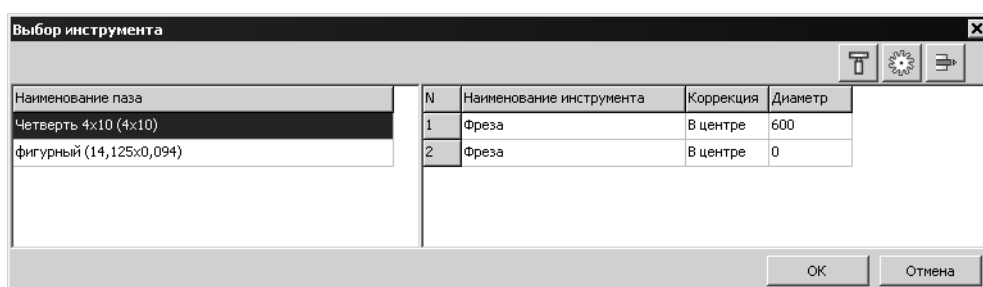 Выбор инструмента
Наименование паза
Четверть 4x10 (4x10)
фигурный (14,125x0,094)
N Наименование инструмента Коррекция Диаметр
1 Фреза В центре 600
2 Фреза В центре 0
ОК Отмена